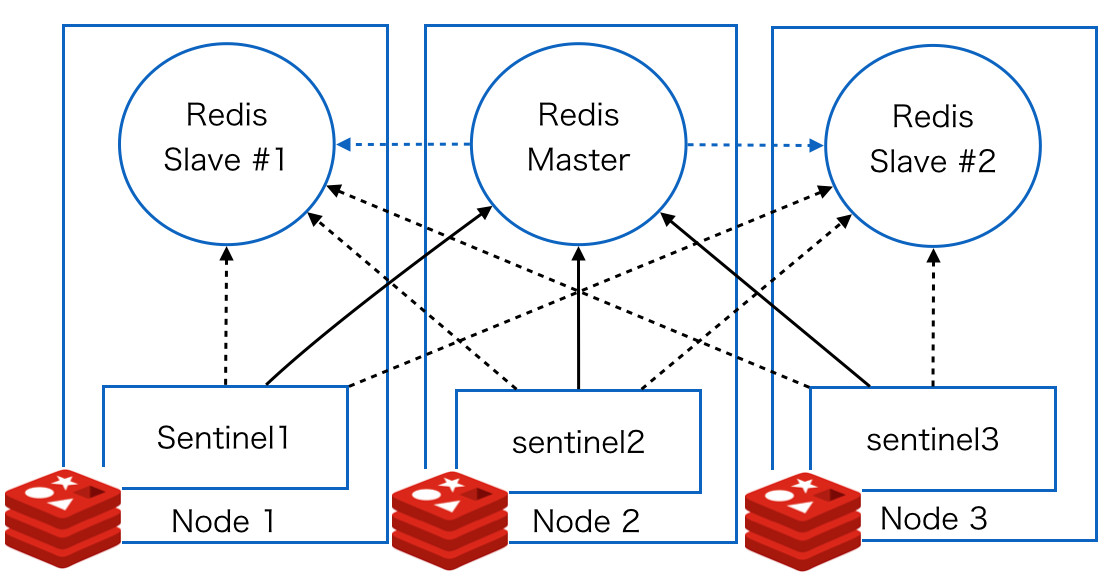 Redis
Slave #1
Redis
Master
Redis
Slave #2
Sentinel1
sentinel2
sentinel3
Node 1
Node 2
Node 3